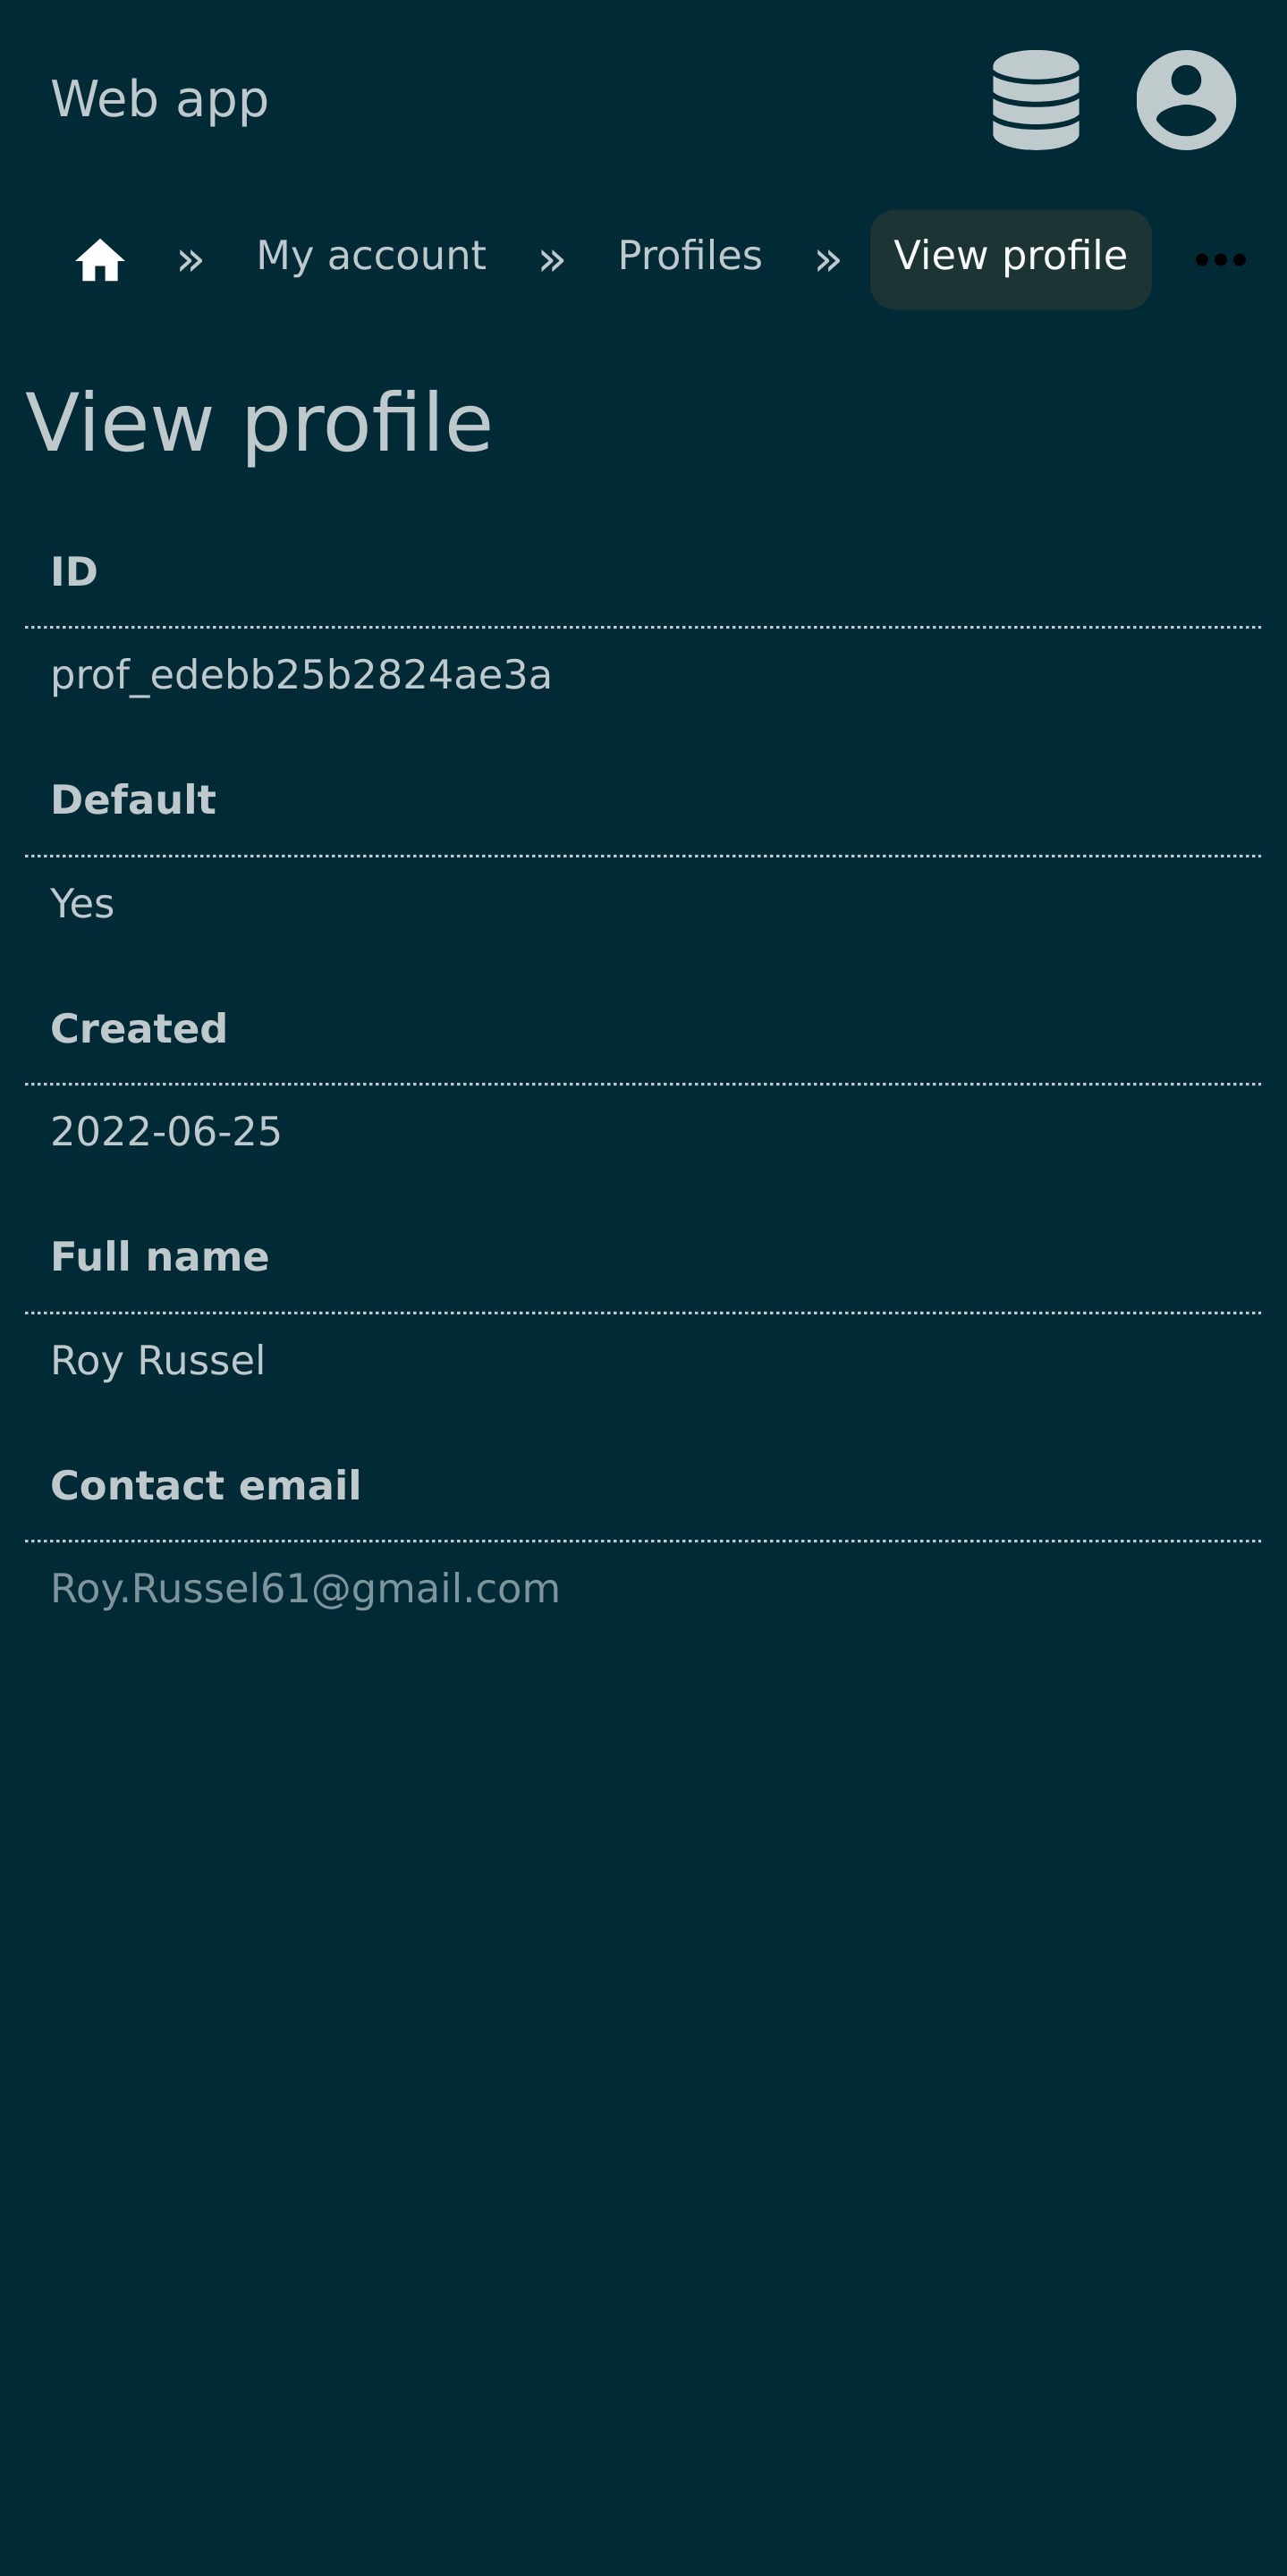 Web app
» My account » Profiles » View profile
View profile
ID
prof_edebb25b2824ae3a
Default
Yes
Created
2022-06-25
Full name
Roy Russel
Contact email
Roy.Russel61@gmail.com